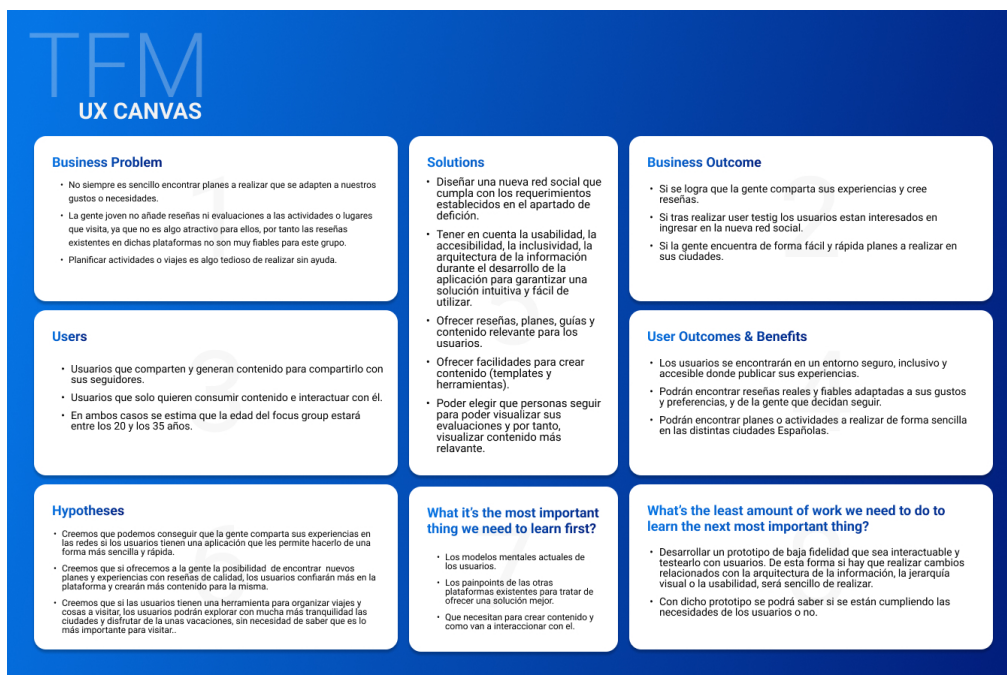 TFM
UX CANVAS
Business Problem
• No siempre es sencillo encontrar planes a realizar que se adapten a nuestros
gustos o necesidades.
• La gente joven no añade reseñas ni evaluaciones a las actividades o lugares
que visita, ya que no es algo atractivo para ellos, por tanto las reseñas
existentes en dichas plataformas no son muy fiables para este grupo.
• Planificar actividades o viajes es algo tedioso de realizar sin ayuda.
1
Solutions
• Diseñar una nueva red social que
cumpla con los requerimientos
establecidos en el apartado de
defición.
• Tener en cuenta la usabilidad, la
accesibilidad, la inclusividad, la
arquitectura de la información
durante el desarrollo de la
aplicación para garantizar una
solución intuitiva y fácil de
utilizar.
• Ofrecer reseñas, planes, guías y
contenido relevante para los
usuarios.
• Ofrecer facilidades para crear
contenido (templates y
herramientas).
• Poder elegir que personas seguir
para poder visualizar sus
evaluaciones y por tanto,
visualizar contenido más
relavante.
5
Business Outcome
• Si se logra que la gente comparta sus experiencias y cree
reseñas.
• Si tras realizar user testig los usuarios estan interesados en
ingresar en la nueva red social.
• Si la gente encuentra de forma fácil y rápida planes a realizar en
sus ciudades.
2
Users
• Usuarios que comparten y generan contenido para compartirlo con
sus seguidores.
• Usuarios que solo quieren consumir contenido e interactuar con él.
• En ambos casos se estima que la edad del focus group estará
entre los 20 y los 35 años.
3
User Outcomes & Benefits
• Los usuarios se encontrarán en un entorno seguro, inclusivo y
accesible donde publicar sus experiencias.
• Podrán encontrar reseñas reales y fiables adaptadas a sus gustos
y preferencias, y de la gente que decidan seguir.
• Podrán encontrar planes o actividades a realizar de forma sencilla
en las distintas ciudades Españolas.
4
Hypotheses
• Creemos que podemos conseguir que la gente comparta sus experiencias en
las redes si los usuarios tienen una aplicación que les permite hacerlo de una
forma más sencilla y rápida.
• Creemos que si ofrecemos a la gente la posibilidad de encontrar nuevos
planes y experiencias con reseñas de calidad, los usuarios confiarán más en la
plataforma y crearán más contenido para la misma.
• Creemos que si las usuarios tienen una herramienta para organizar viajes y
cosas a visitar, los usuarios podrán explorar con mucha más tranquilidad las
ciudades y disfrutar de la unas vacaciones, sin necesidad de saber que es lo
más importante para visitar..
6
What it's the most important
thing we need to learn first?
• Los modelos mentales actuales de
los usuarios.
• Los painpoints de las otras
plataformas existentes para tratar de
ofrecer una solución mejor.
• Que necesitan para crear contenido y
como van a interaccionar con el.
7
What's the least amount of work we need to do to
learn the next most important thing?
• Desarrollar un prototipo de baja fidelidad que sea interactuable y
testearlo con usuarios. De esta forma si hay que realizar cambios
relacionados con la arquitectura de la información, la jerarquía
visual o la usabilidad, será sencillo de realizar.
• Con dicho prototipo se podrá saber si se están cumpliendo las
necesidades de los usuarios o no.
8